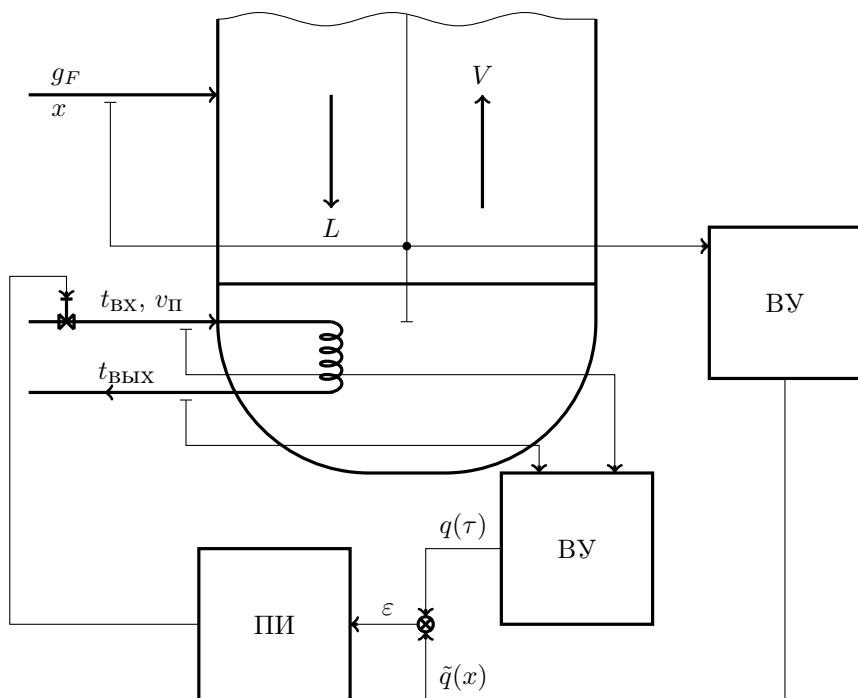 g_F
V
x
L
ВУ
t_ВХ, v_П
t_ВЫХ
q(τ)
ВУ
ε
ПИ
q̃(x)